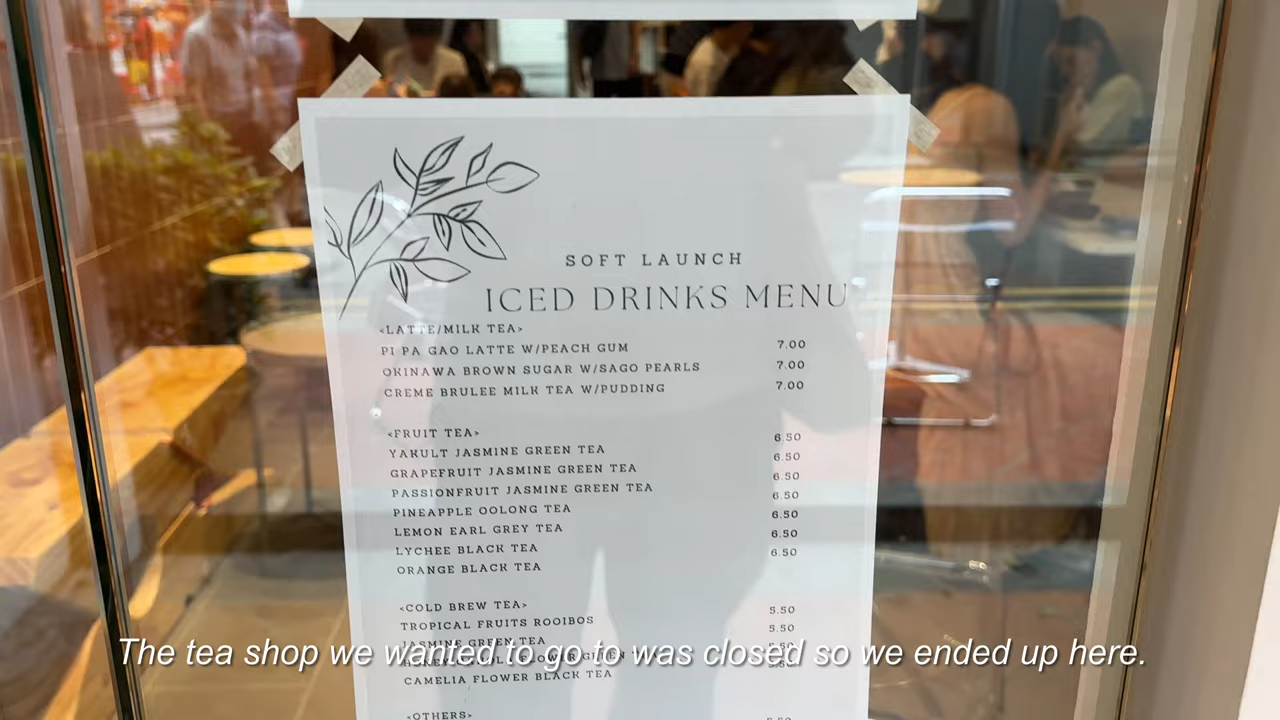 SOFT LAUNCH
ICED DRINKS MENU
<LATTE/MILK TEA>
PI PA GAO LATTE W/PEACH GUM 7.00
OKINAWA BROWN SUGAR W/SAGO PEARLS 7.00
CREME BRULEE MILK TEA W/PUDDING 7.00
<FRUIT TEA>
YAKULT JASMINE GREEN TEA 6.50
GRAPEFRUIT JASMINE GREEN TEA 6.50
PASSIONFRUIT JASMINE GREEN TEA 6.50
PINEAPPLE OOLONG TEA 6.50
LEMON EARL GREY TEA 6.50
LYCHEE BLACK TEA 6.50
ORANGE BLACK TEA 6.50
<COLD BREW TEA>
TROPICAL FRUITS ROOIBOS 5.50
JASMINE GREEN TEA 5.50
The tea shop we wanted to go to was closed so we ended up here.
CAMELIA FLOWER BLACK TEA
<OTHERS>